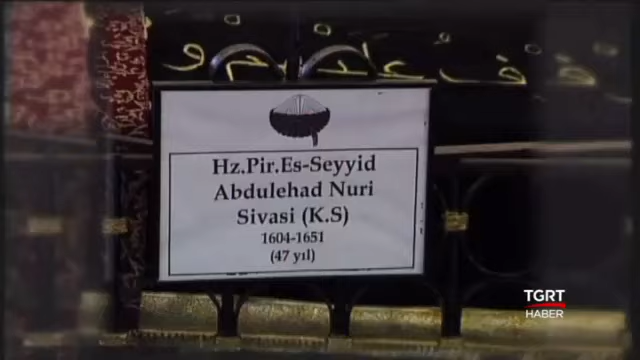 Hz.Pir.Es-Seyyid
Abdulehad Nuri
Sivasi (K.S)
1604-1651
(47 yıl)
TGRT
HABER